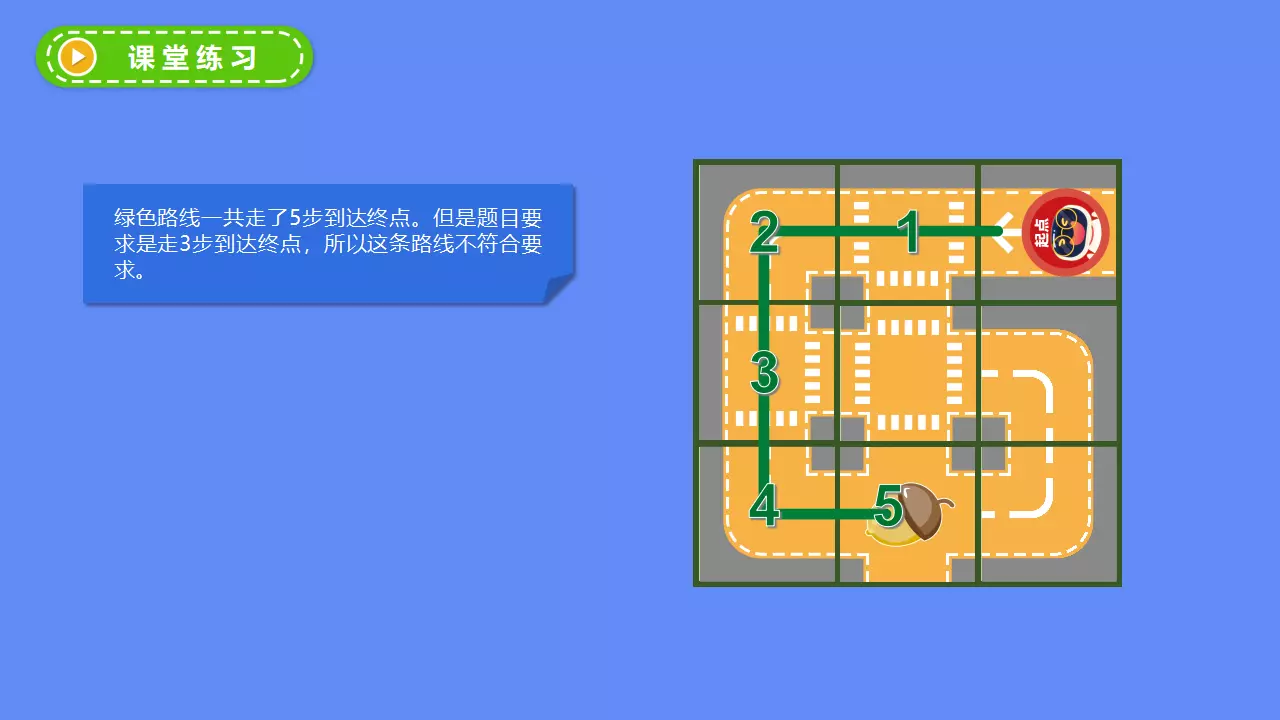 课堂练习
绿色路线一共走了5步到达终点。但是题目要
求是走3步到达终点，所以这条路线不符合要
求。
2
1
起点
3
4
5